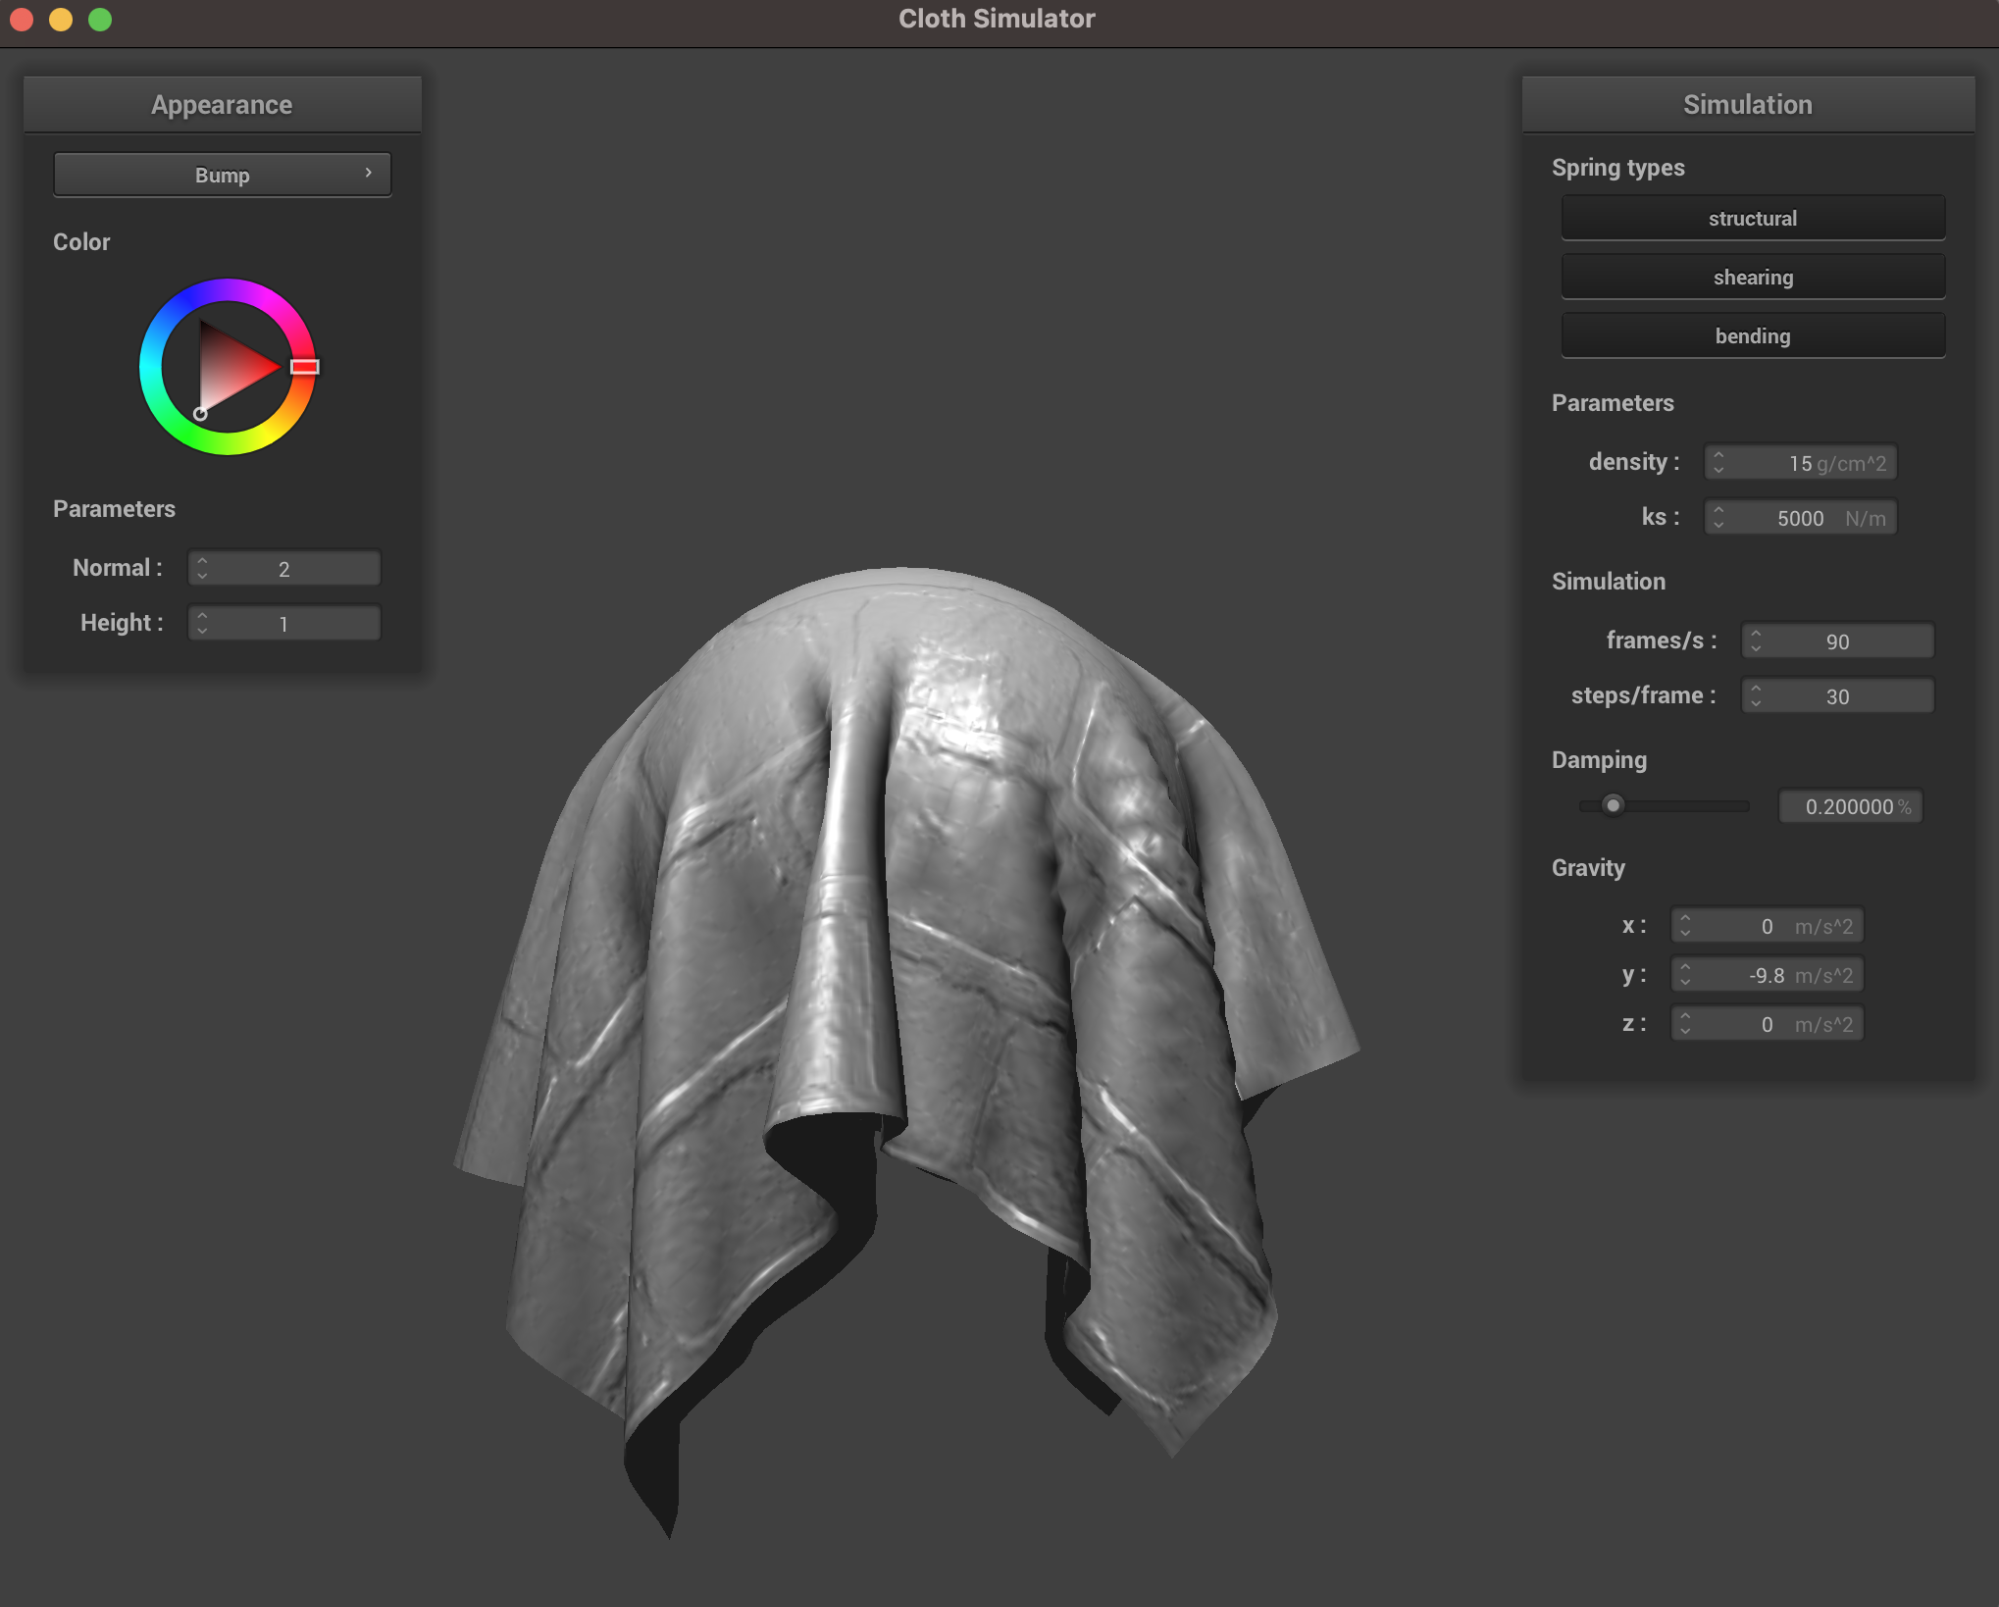 Cloth Simulator
Appearance
Bump
Color
Parameters
Normal : 2
Height : 1
Simulation
Spring types
structural
shearing
bending
Parameters
density : 15 g/cm^2
ks : 5000 N/m
Simulation
frames/s : 90
steps/frame : 30
Damping
0.200000 %
Gravity
x : 0 m/s^2
y : -9.8 m/s^2
z : 0 m/s^2